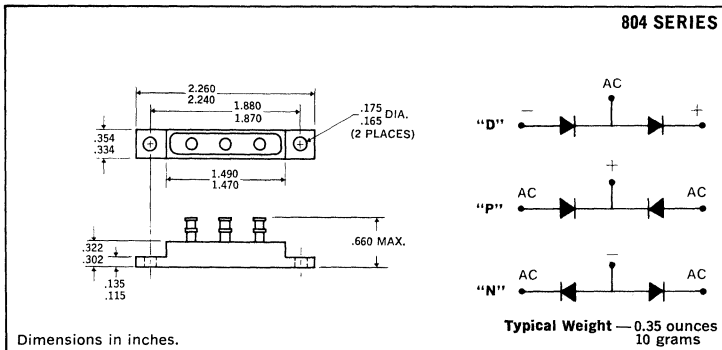 804 SERIES
2.260
2.240
1.880
1.870
.175
.165 DIA.
(2 PLACES)
.354
.334
1.490
1.470
.322
.302
.135
.115
.660 MAX.
AC
"D" − +
AC + AC
"P"
AC − AC
"N"
Typical Weight — 0.35 ounces
10 grams
Dimensions in inches.